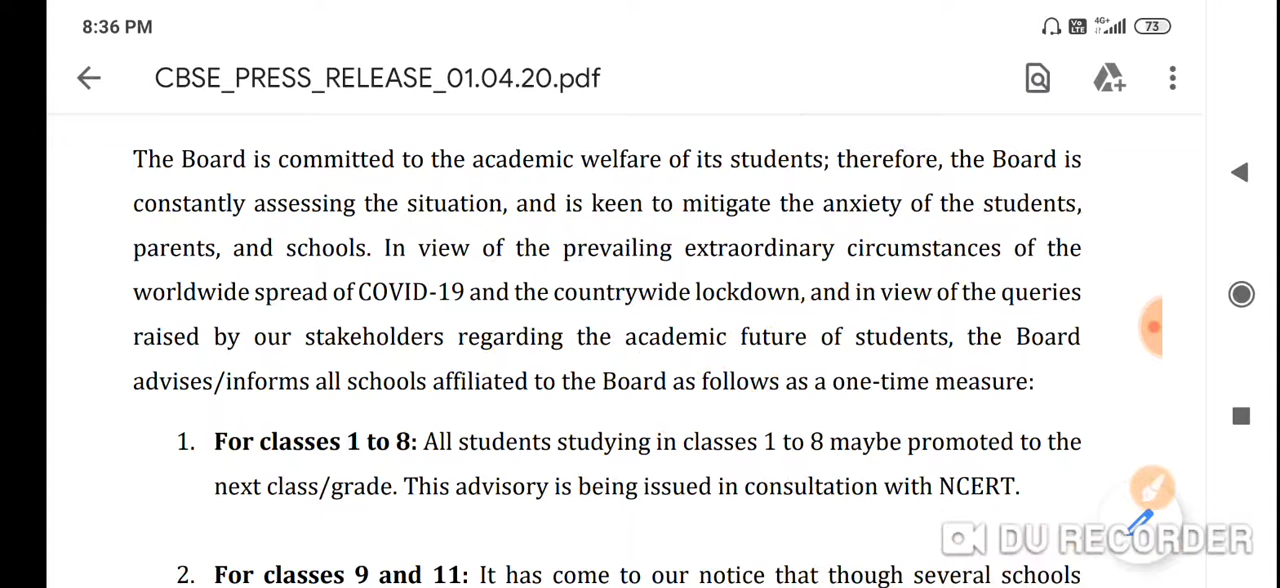 8:36 PM
Vo LTE 4G+ 73
CBSE_PRESS_RELEASE_01.04.20.pdf
The Board is committed to the academic welfare of its students; therefore, the Board is
constantly assessing the situation, and is keen to mitigate the anxiety of the students,
parents, and schools. In view of the prevailing extraordinary circumstances of the
worldwide spread of COVID-19 and the countrywide lockdown, and in view of the queries
raised by our stakeholders regarding the academic future of students, the Board
advises/informs all schools affiliated to the Board as follows as a one-time measure:
1. For classes 1 to 8: All students studying in classes 1 to 8 maybe promoted to the
next class/grade. This advisory is being issued in consultation with NCERT.
DU RECORDER
2. For classes 9 and 11: It has come to our notice that though several schools